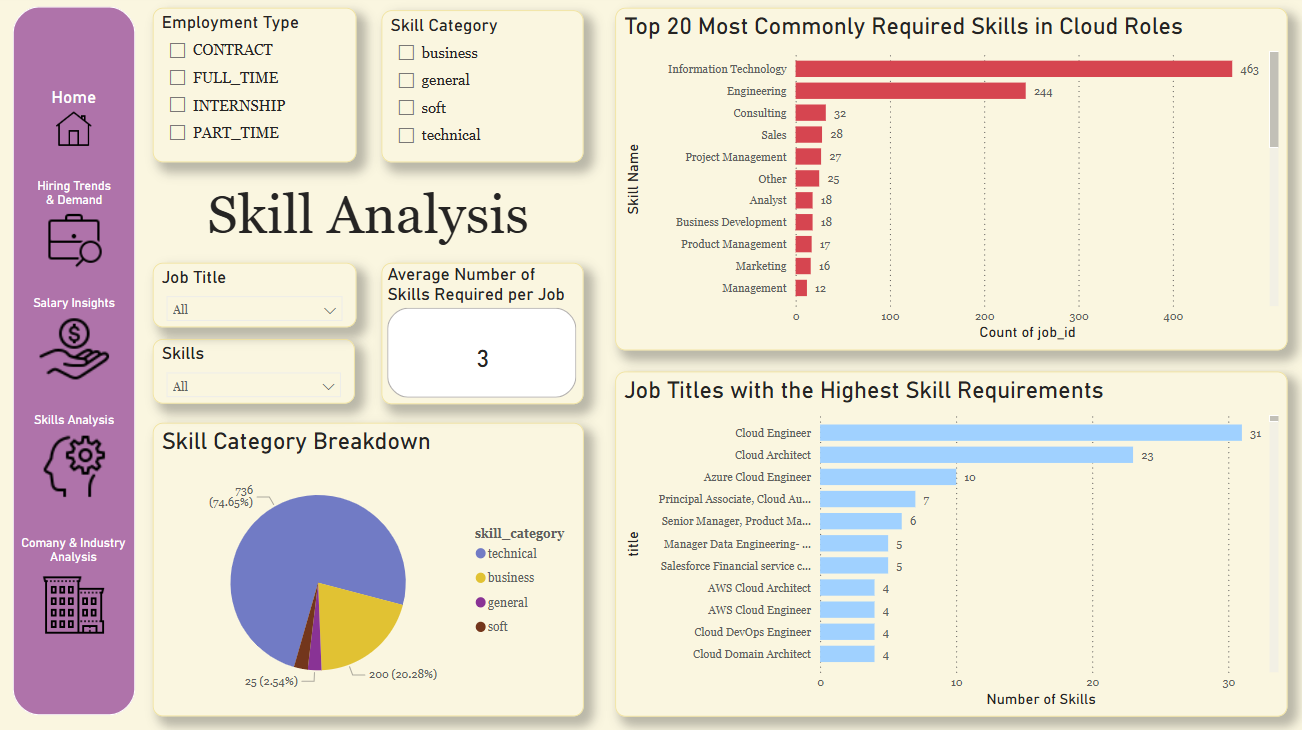 Home
Hiring Trends
& Demand
Salary Insights
Skills Analysis
Comany & Industry
Analysis
Employment Type
CONTRACT
FULL_TIME
INTERNSHIP
PART_TIME
Skill Category
business
general
soft
technical
Skill Analysis
Job Title
All
Skills
All
Average Number of
Skills Required per Job
3
Skill Category Breakdown
736
(74.65%)
200 (20.28%)
25 (2.54%)
skill_category
technical
business
general
soft
Top 20 Most Commonly Required Skills in Cloud Roles
Skill Name
Information Technology 463
Engineering 244
Consulting 32
Sales 28
Project Management 27
Other 25
Analyst 18
Business Development 18
Product Management 17
Marketing 16
Management 12
0 100 200 300 400
Count of job_id
Job Titles with the Highest Skill Requirements
title
Cloud Engineer 31
Cloud Architect 23
Azure Cloud Engineer 10
Principal Associate, Cloud Au... 7
Senior Manager, Product Ma... 6
Manager Data Engineering- ... 5
Salesforce Financial service c... 5
AWS Cloud Architect 4
AWS Cloud Engineer 4
Cloud DevOps Engineer 4
Cloud Domain Architect 4
0 10 20 30
Number of Skills